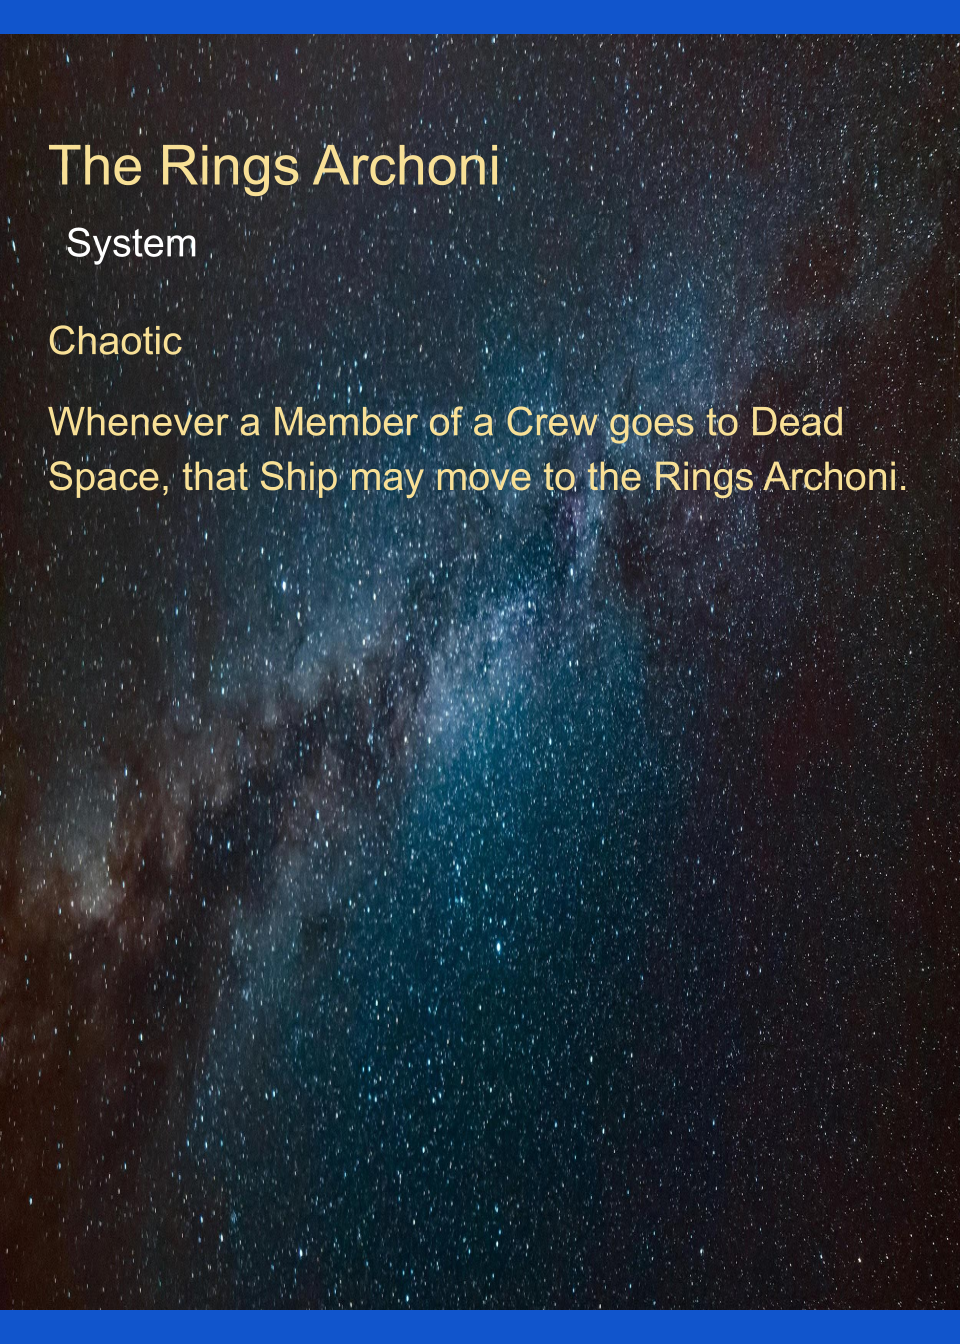 The Rings Archoni
System
Chaotic
Whenever a Member of a Crew goes to Dead
Space, that Ship may move to the Rings Archoni.